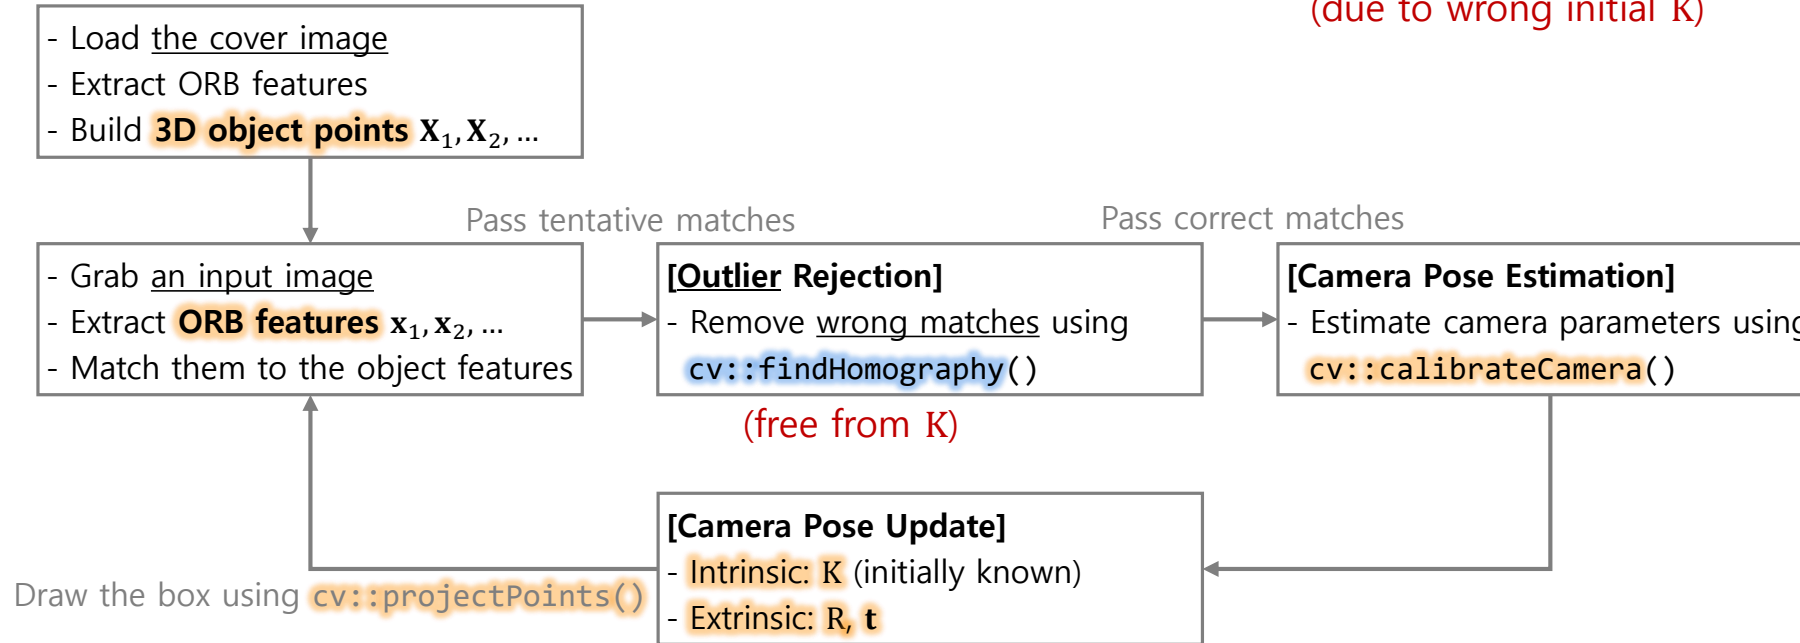 (due to wrong initial K)
- Load the cover image
- Extract ORB features
- Build 3D object points X₁, X₂, …
Pass tentative matches
Pass correct matches
- Grab an input image
- Extract ORB features x₁, x₂, …
- Match them to the object features
[Outlier Rejection]
- Remove wrong matches using
cv::findHomography()
(free from K)
[Camera Pose Estimation]
- Estimate camera parameters using
cv::calibrateCamera()
[Camera Pose Update]
- Intrinsic: K (initially known)
- Extrinsic: R, t
Draw the box using cv::projectPoints()